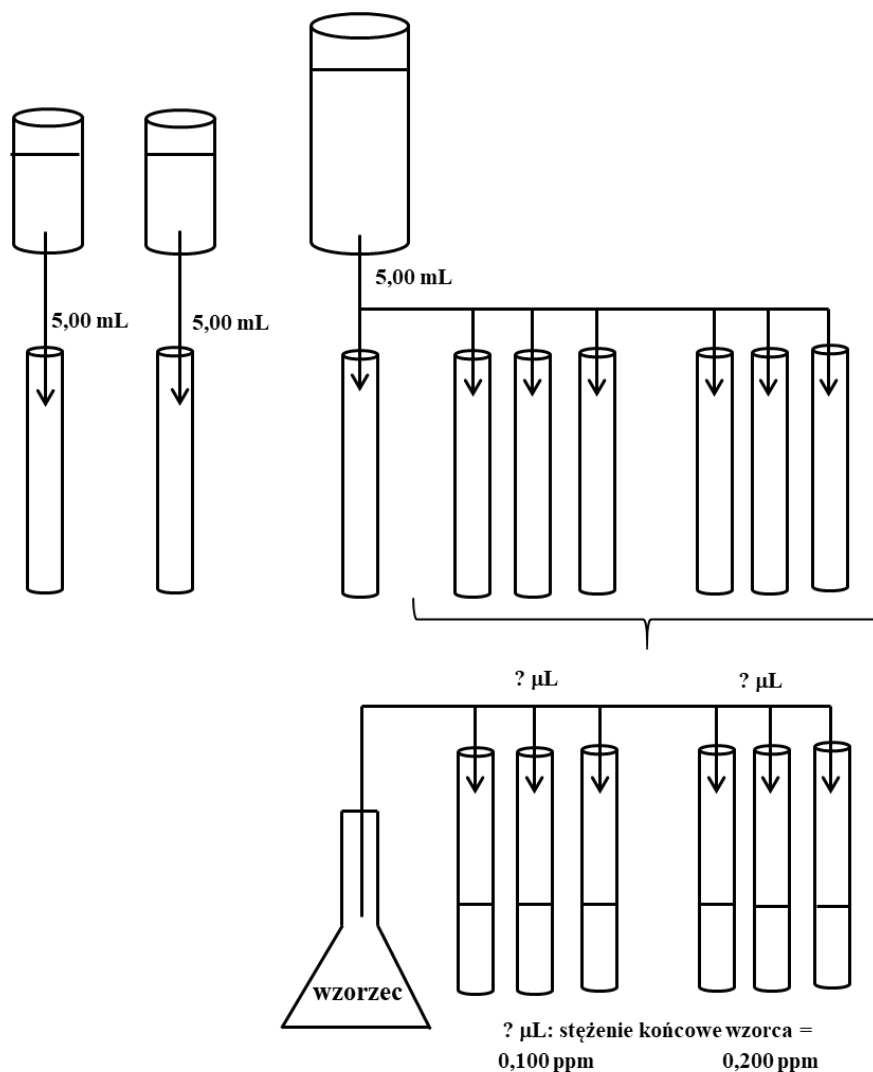 5,00 mL
5,00 mL
5,00 mL
? μL
? μL
wzorzec
? μL: stężenie końcowe wzorca =
0,100 ppm
0,200 ppm